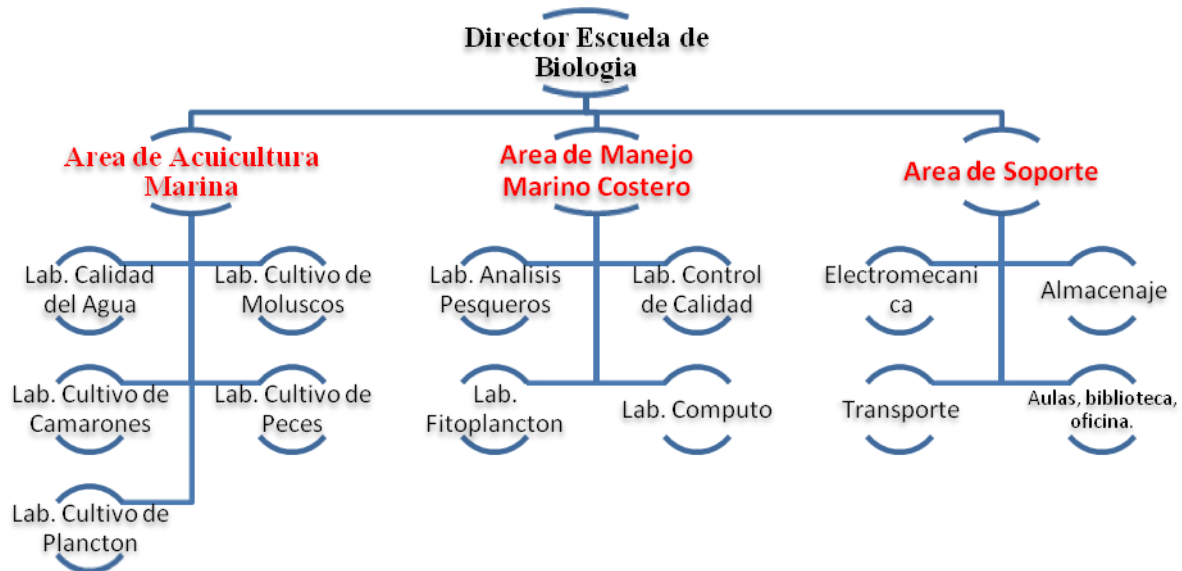 Director Escuela de
Biologia
Area de Acuicultura
Marina
Area de Manejo
Marino Costero
Area de Soporte
Lab. Calidad
del Agua
Lab. Cultivo de
Moluscos
Lab. Cultivo de
Camarones
Lab. Cultivo de
Peces
Lab. Cultivo de
Plancton
Lab. Analisis
Pesqueros
Lab. Control
de Calidad
Lab.
Fitoplancton
Lab. Computo
Electromecani
ca
Almacenaje
Transporte
Aulas, biblioteca,
oficina.